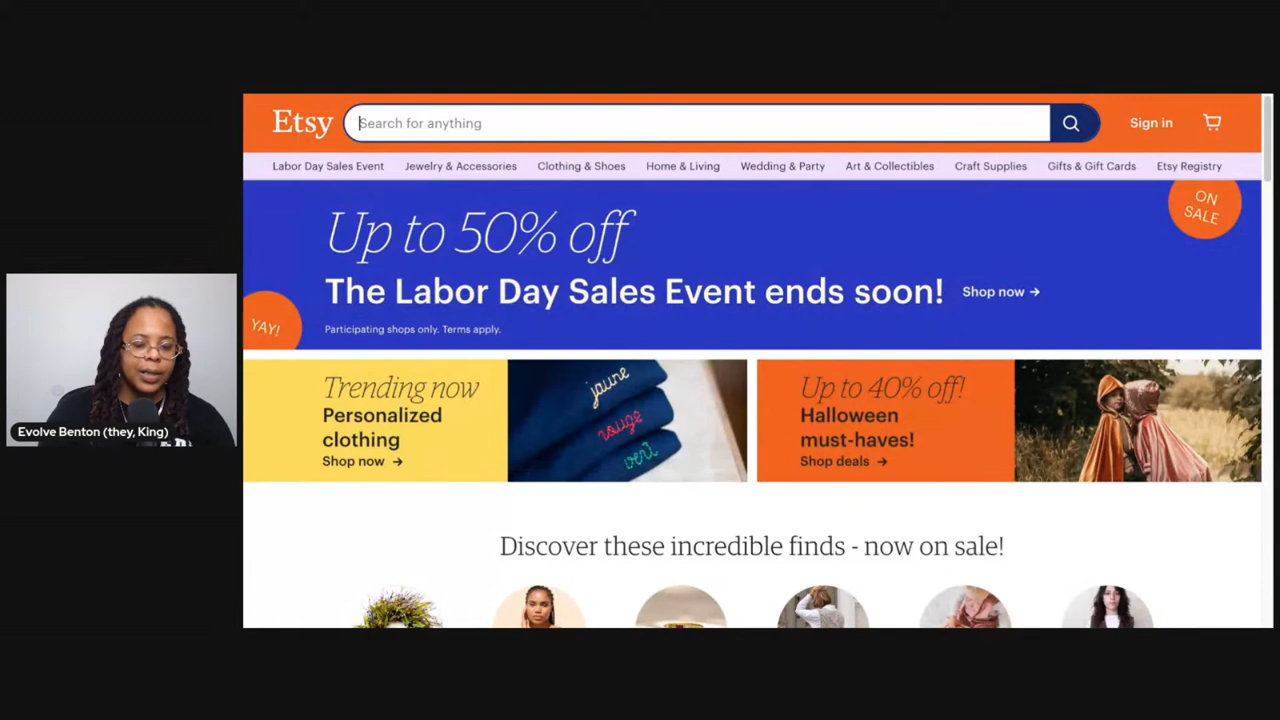 Etsy
Search for anything
Sign in
Labor Day Sales Event
Jewelry & Accessories
Clothing & Shoes
Home & Living
Wedding & Party
Art & Collectibles
Craft Supplies
Gifts & Gift Cards
Etsy Registry
Up to 50% off
ON
SALE
The Labor Day Sales Event ends soon!
Shop now →
YAY!
Participating shops only. Terms apply.
Trending now
Personalized
clothing
Shop now →
jaune
rouge
vert
Up to 40% off!
Halloween
must-haves!
Shop deals →
Evolve Benton (they, King)
Discover these incredible finds - now on sale!